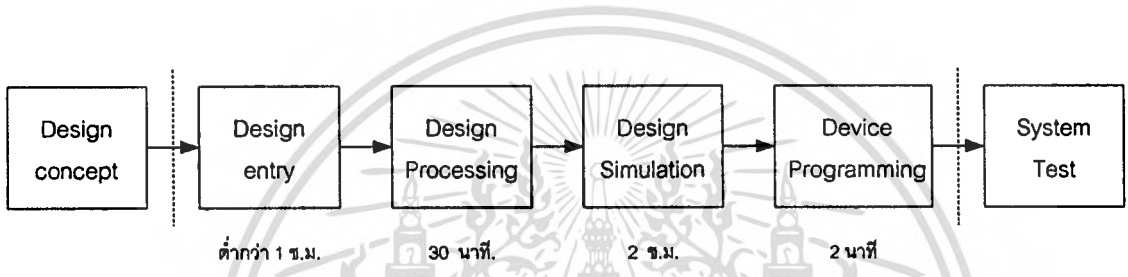 Design
concept
Design
entry
Design
Processing
Design
Simulation
Device
Programming
System
Test
ต่ำกว่า 1 ช.ม.
30 นาที.
2 ช.ม.
2 นาที